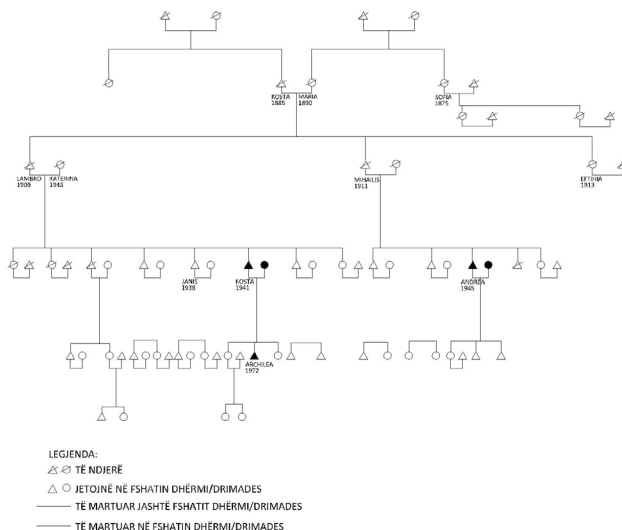 KOSTA MARIA SOFIA
1885 1890 1875
LAMBRO KATERINA MIHAILIS EFTIHIA
1909 1943 1911 1913
JANIS KOSTA ANDREA
1938 1941 1945
ARCHILEA
1972
LEGJENDA:
TË NDJERË
JETOJNË NË FSHATIN DHËRMI/DRIMADES
TË MARTUAR JASHTË FSHATIT DHËRMI/DRIMADES
TË MARTUAR NË FSHATIN DHËRMI/DRIMADES